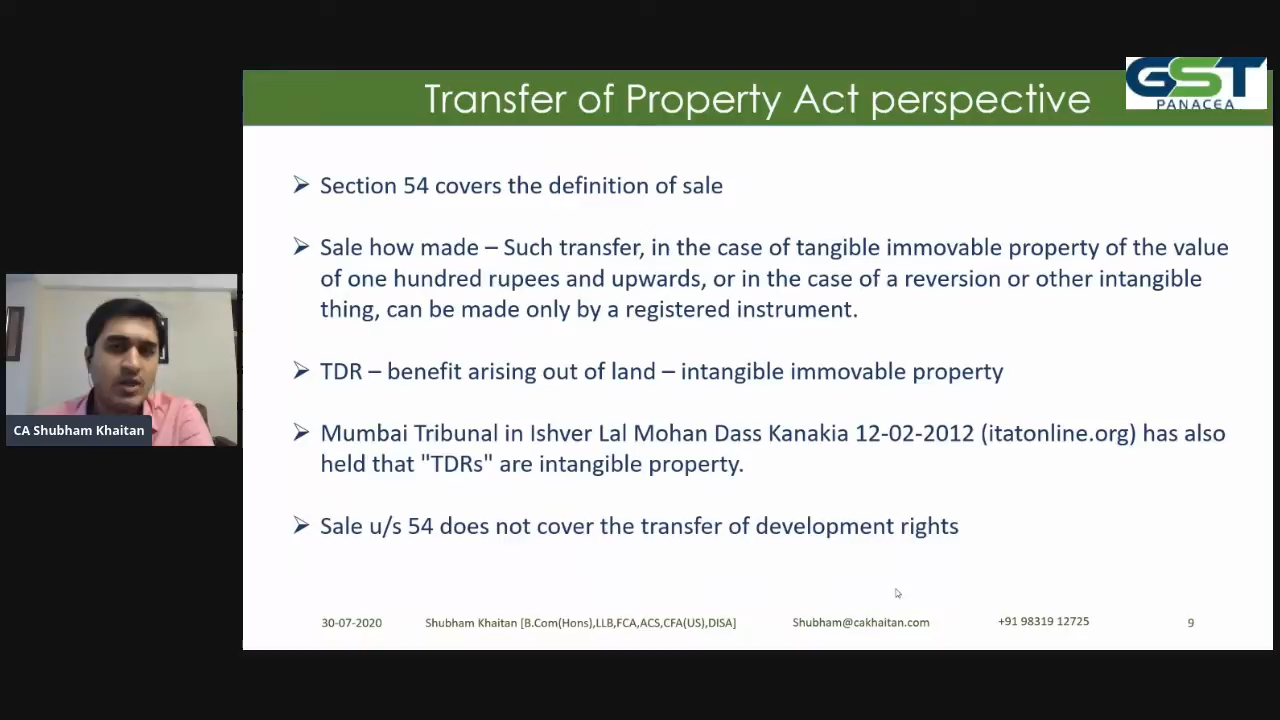 Transfer of Property Act perspective
GST
PANACEA
➢ Section 54 covers the definition of sale
➢ Sale how made – Such transfer, in the case of tangible immovable property of the value
of one hundred rupees and upwards, or in the case of a reversion or other intangible
thing, can be made only by a registered instrument.
➢ TDR – benefit arising out of land – intangible immovable property
➢ Mumbai Tribunal in Ishver Lal Mohan Dass Kanakia 12-02-2012 (itatonline.org) has also
held that "TDRs" are intangible property.
➢ Sale u/s 54 does not cover the transfer of development rights
CA Shubham Khaitan
30-07-2020 Shubham Khaitan [B.Com(Hons),LLB,FCA,ACS,CFA(US),DISA] Shubham@cakhaitan.com +91 98319 12725 9